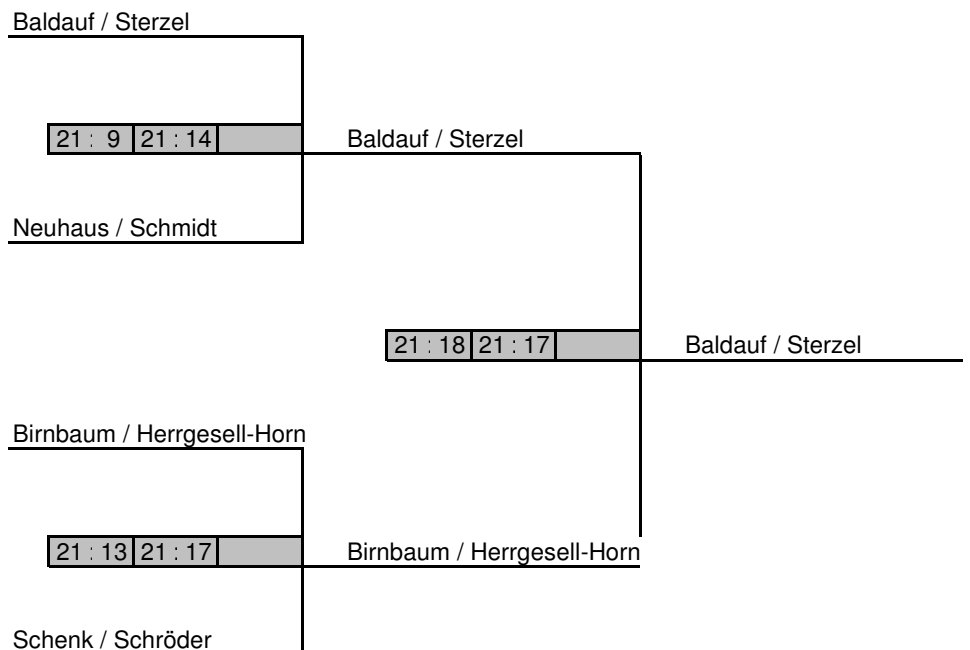 Baldauf / Sterzel
21 : 9 21 : 14 Baldauf / Sterzel
Neuhaus / Schmidt
21 : 18 21 : 17 Baldauf / Sterzel
Birnbaum / Herrgesell-Horn
21 : 13 21 : 17 Birnbaum / Herrgesell-Horn
Schenk / Schröder